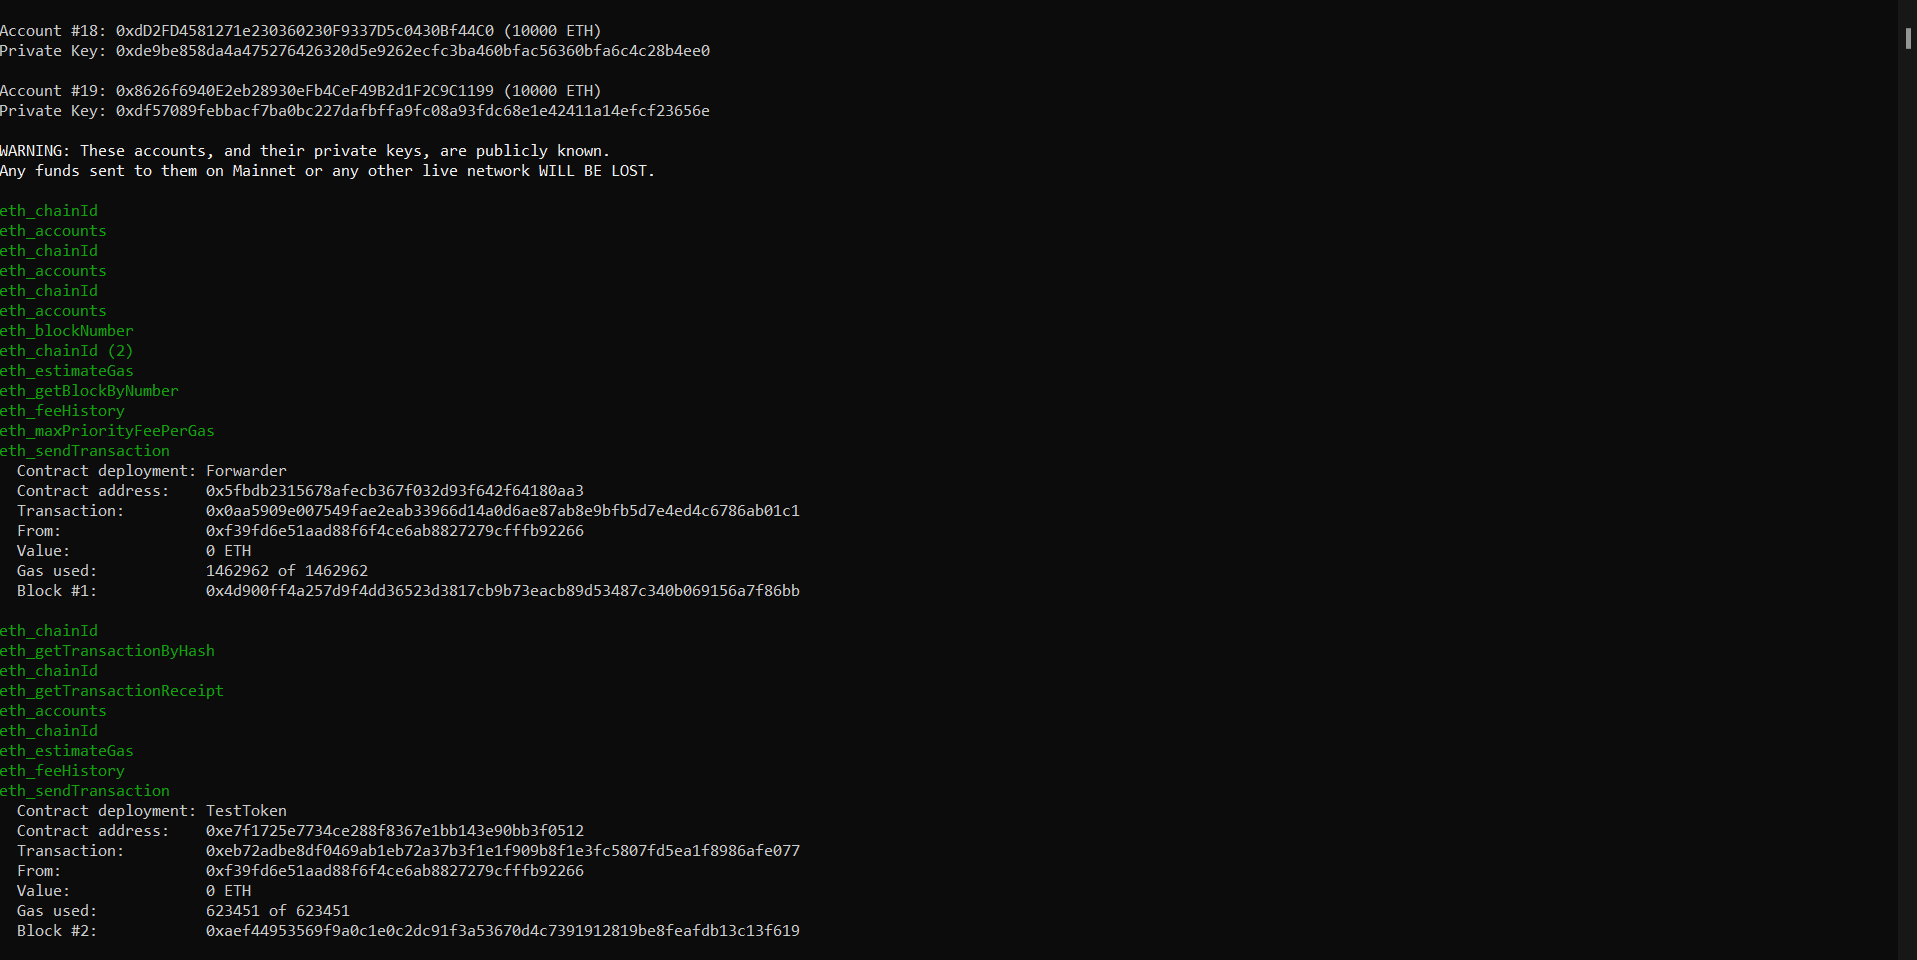 Account #18: 0xdD2FD4581271e230360230F9337D5c0430Bf44C0 (10000 ETH)
Private Key: 0xde9be858da4a475276426320d5e9262ecfc3ba460bfac56360bfa6c4c28b4ee0
Account #19: 0x8626f6940E2eb28930eFb4CeF49B2d1F2C9C1199 (10000 ETH)
Private Key: 0xdf57089febbacf7ba0bc227dafbffa9fc08a93fdc68e1e42411a14efcf23656e
WARNING: These accounts, and their private keys, are publicly known.
Any funds sent to them on Mainnet or any other live network WILL BE LOST.
eth_chainId
eth_accounts
eth_chainId
eth_accounts
eth_chainId
eth_accounts
eth_blockNumber
eth_chainId (2)
eth_estimateGas
eth_getBlockByNumber
eth_feeHistory
eth_maxPriorityFeePerGas
eth_sendTransaction
Contract deployment: Forwarder
Contract address: 0x5fbdb2315678afecb367f032d93f642f64180aa3
Transaction: 0x0aa5909e007549fae2eab33966d14a0d6ae87ab8e9bfb5d7e4ed4c6786ab01c1
From: 0xf39fd6e51aad88f6f4ce6ab8827279cfffb92266
Value: 0 ETH
Gas used: 1462962 of 1462962
Block #1: 0x4d900ff4a257d9f4dd36523d3817cb9b73eacb89d53487c340b069156a7f86bb
eth_chainId
eth_getTransactionByHash
eth_chainId
eth_getTransactionReceipt
eth_accounts
eth_chainId
eth_estimateGas
eth_feeHistory
eth_sendTransaction
Contract deployment: TestToken
Contract address: 0xe7f1725e7734ce288f8367e1bb143e90bb3f0512
Transaction: 0xeb72adbe8df0469ab1eb72a37b3f1e1f909b8f1e3fc5807fd5ea1f8986afe077
From: 0xf39fd6e51aad88f6f4ce6ab8827279cfffb92266
Value: 0 ETH
Gas used: 623451 of 623451
Block #2: 0xaef44953569f9a0c1e0c2dc91f3a53670d4c7391912819be8feafdb13c13f619